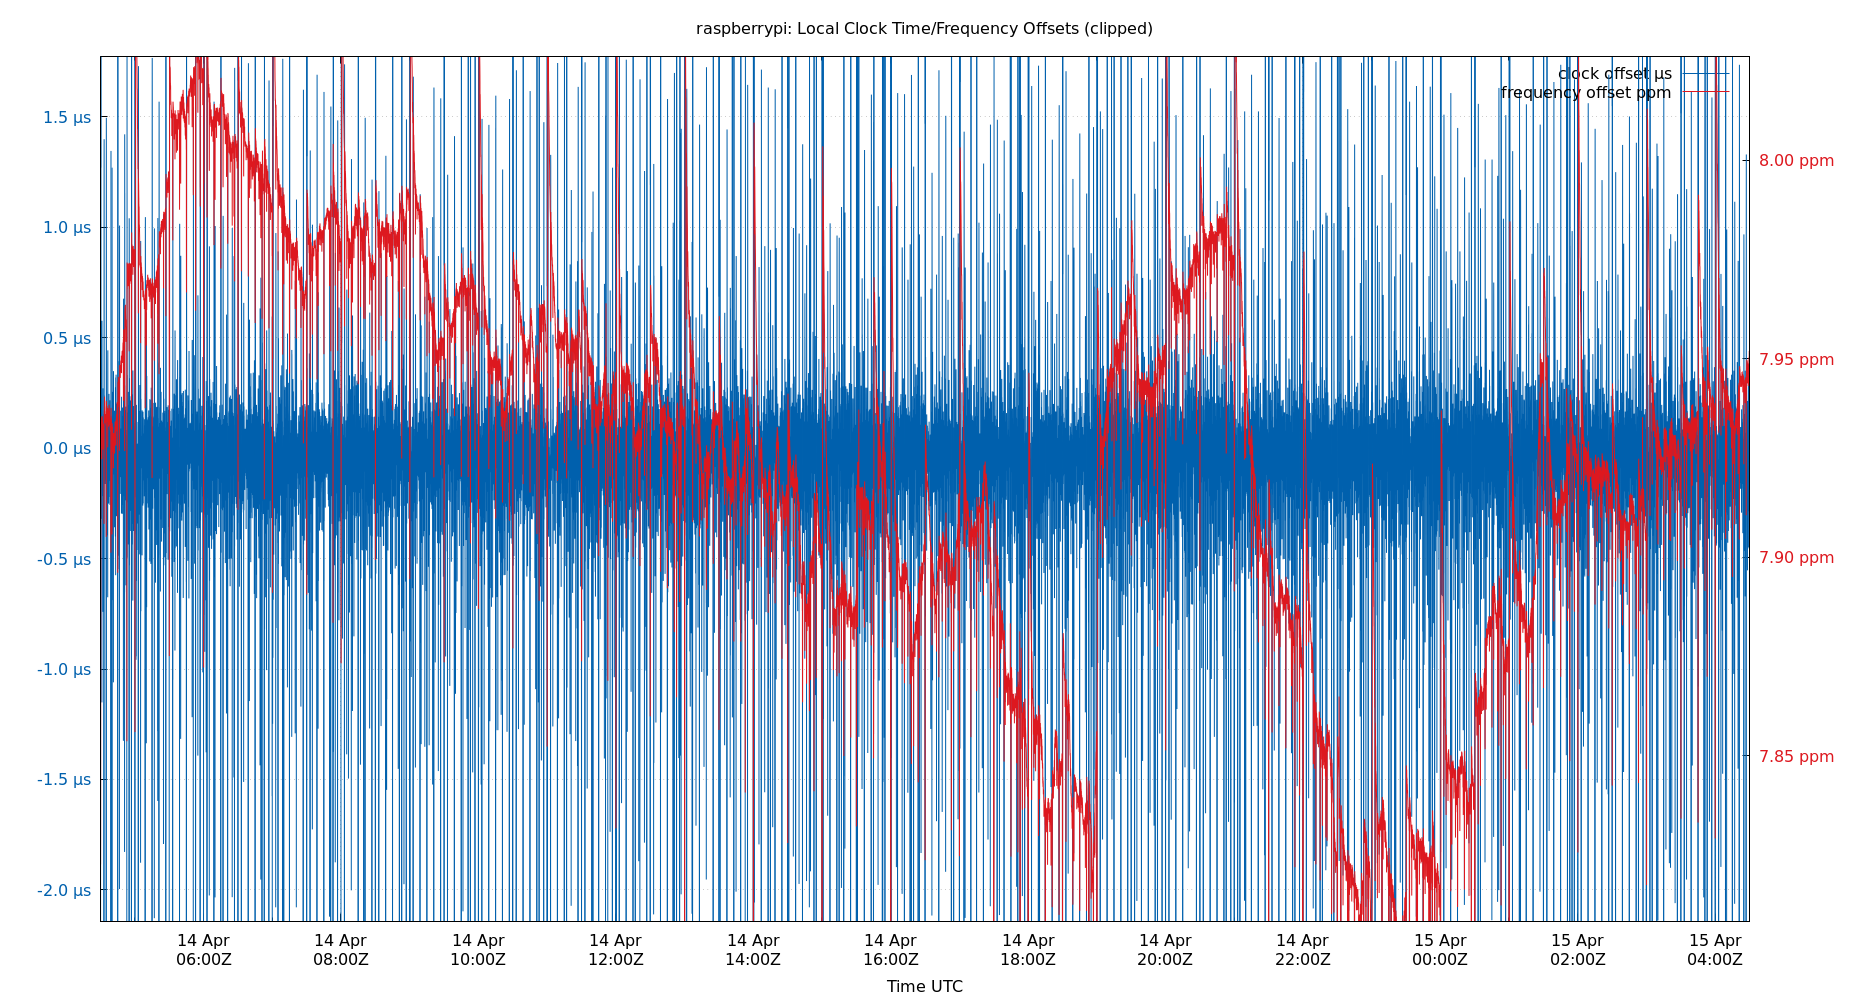 raspberrypi: Local Clock Time/Frequency Offsets (clipped)
clock offset µs
frequency offset ppm
1.5 µs
1.0 µs
0.5 µs
0.0 µs
-0.5 µs
-1.0 µs
-1.5 µs
-2.0 µs
8.00 ppm
7.95 ppm
7.90 ppm
7.85 ppm
14 Apr 14 Apr 14 Apr 14 Apr 14 Apr 14 Apr 14 Apr 14 Apr 14 Apr 15 Apr 15 Apr 15 Apr
06:00Z 08:00Z 10:00Z 12:00Z 14:00Z 16:00Z 18:00Z 20:00Z 22:00Z 00:00Z 02:00Z 04:00Z
Time UTC